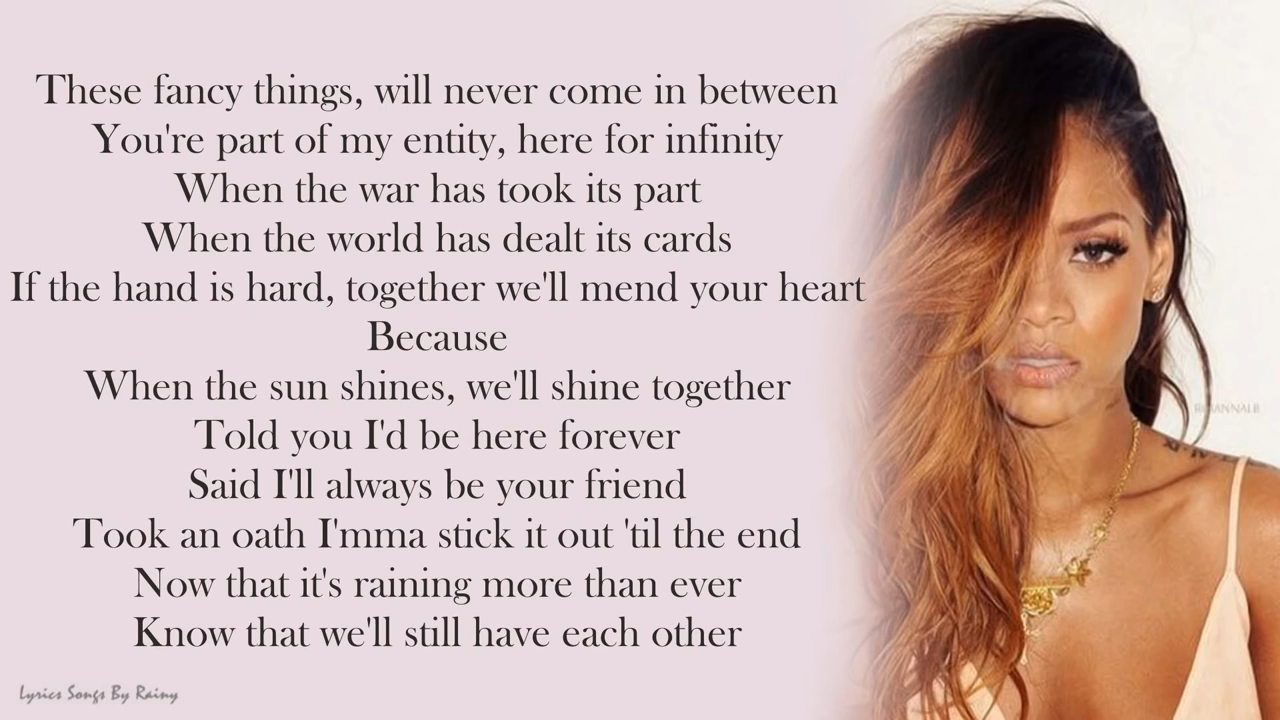 These fancy things, will never come in between
You're part of my entity, here for infinity
When the war has took its part
When the world has dealt its cards
If the hand is hard, together we'll mend your heart
Because
When the sun shines, we'll shine together
Told you I'd be here forever
Said I'll always be your friend
Took an oath I'mma stick it out 'til the end
Now that it's raining more than ever
Know that we'll still have each other
Lyrics Songs By Rainy